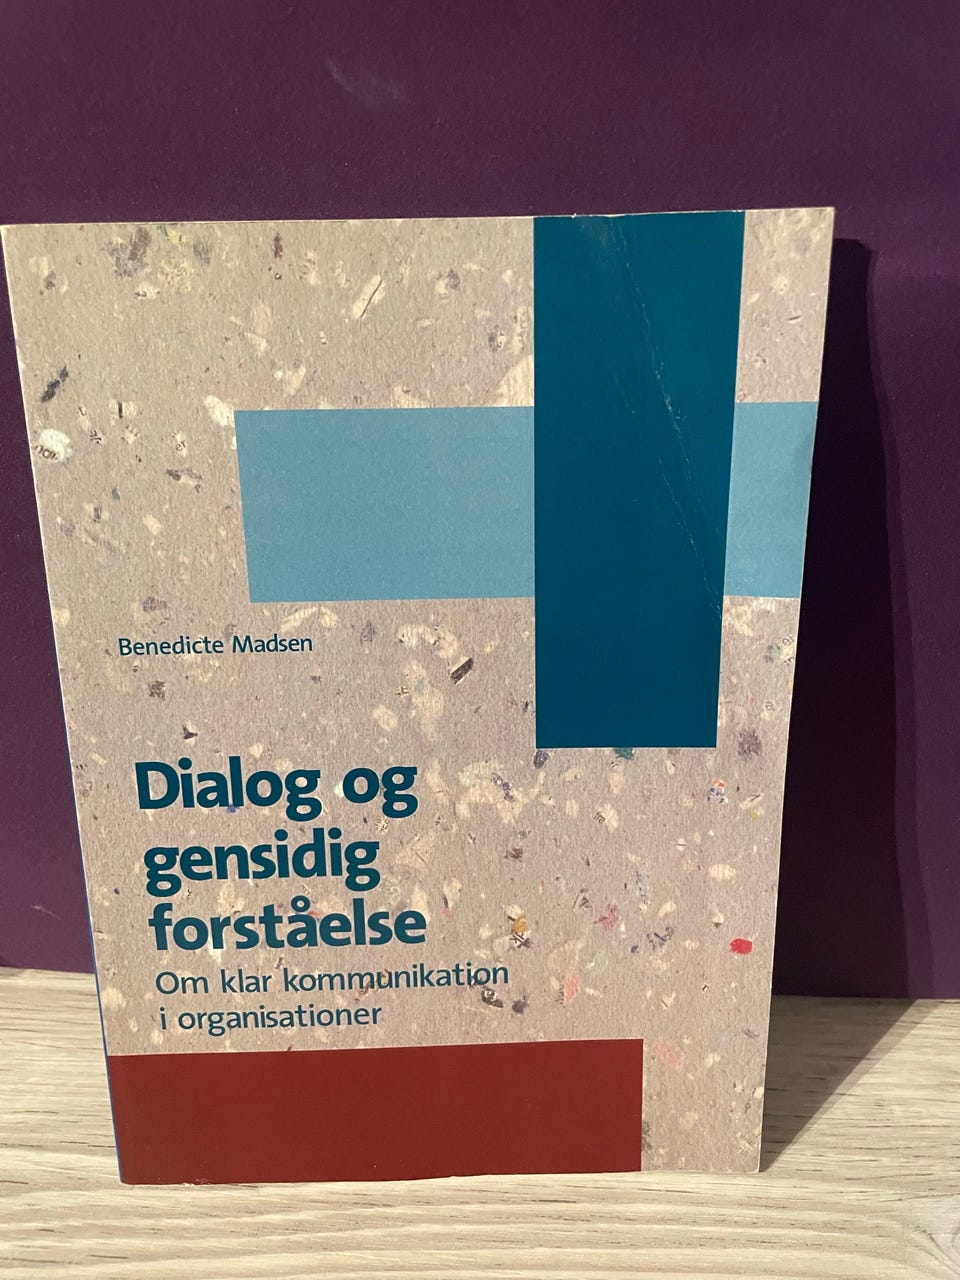 Benedicte Madsen
Dialog og
gensidig
forståelse
Om klar kommunikation
i organisationer